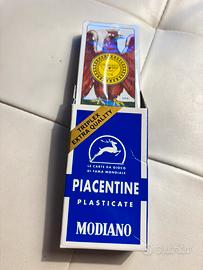 TRIPLEX
EXTRA QUALITY
LE CARTE DA GIOCO
DI FAMA MONDIALE
PIACENTINE
PLASTICATE
MODIANO